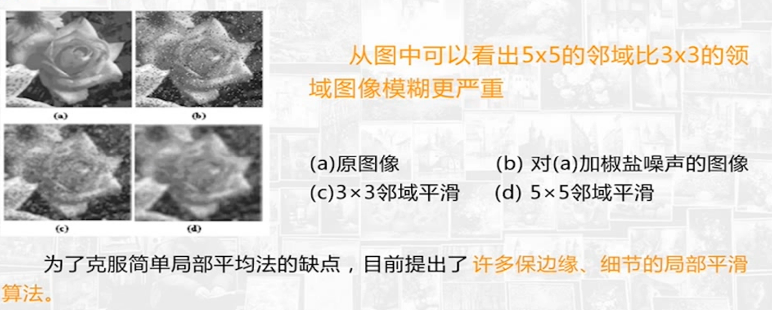 从图中可以看出5x5的邻域比3x3的领
域图像模糊更严重
(a)
(b)
(c)
(d)
(a)原图像 (b) 对(a)加椒盐噪声的图像
(c)3×3邻域平滑 (d) 5×5邻域平滑
为了克服简单局部平均法的缺点，目前提出了 许多保边缘、细节的局部平滑
算法。